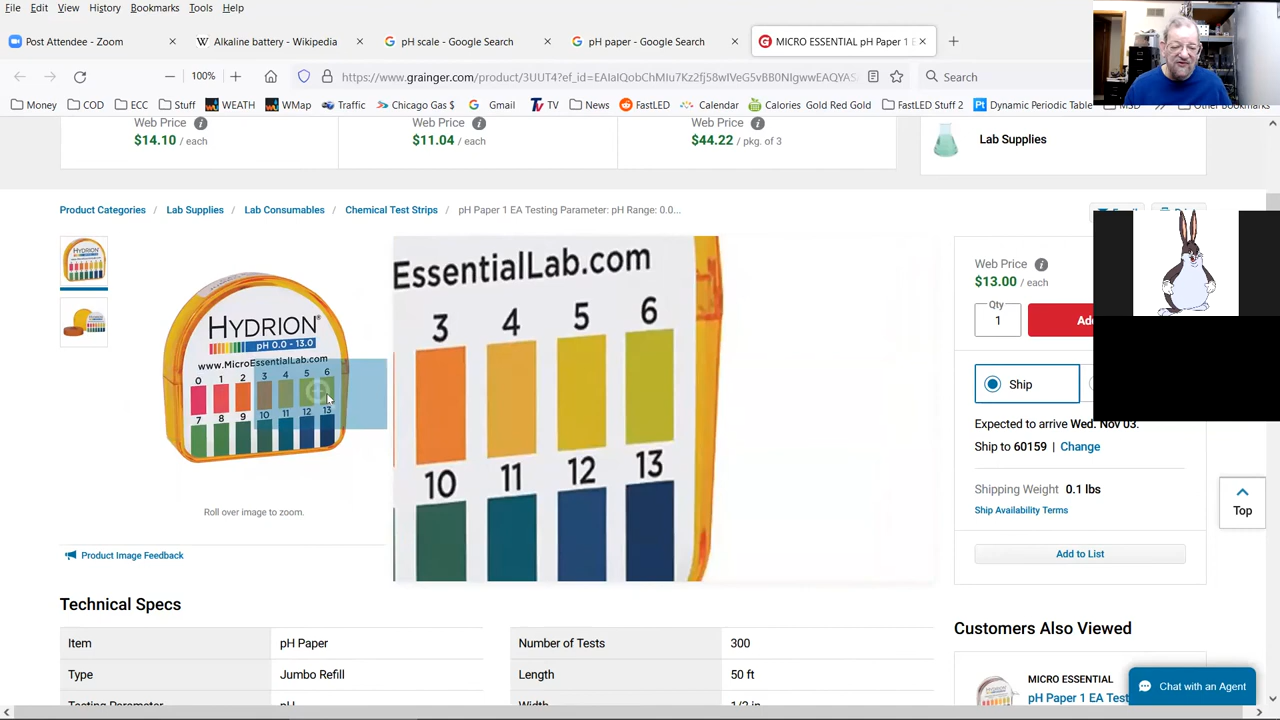 File Edit View History Bookmarks Tools Help
Post Attendee - Zoom
Alkaline battery - Wikipedia
pH scale - Google Search
pH paper - Google Search
MICRO ESSENTIAL pH Paper 1 E
100%
https://www.grainger.com/product/
Search
Money COD ECC Stuff WEATH WMap Traffic Gas $ Gmail TV News FastLED Calendar Calories Gold Land Gold FastLED Stuff 2 Dynamic Periodic Table MSD Other Bookmarks
Web Price
$14.10 / each
Web Price
$11.04 / each
Web Price
$44.22 / pkg. of 3
Lab Supplies
Product Categories / Lab Supplies / Lab Consumables / Chemical Test Strips / pH Paper 1 EA Testing Parameter: pH Range: 0.0...
HYDRION
pH 0.0 - 13.0
www.MicroEssentialLab.com
0 1 2 3 4 5 6
7 8 9 10 11 12 13
Roll over image to zoom.
Product Image Feedback
EssentialLab.com
3 4 5 6
10 11 12 13
Web Price
$13.00 / each
Qty
1
Ad
Ship
Expected to arrive Wed. Nov 03.
Ship to 60159 | Change
Shipping Weight 0.1 lbs
Ship Availability Terms
Add to List
Top
Technical Specs
Item pH Paper
Type Jumbo Refill
Number of Tests 300
Length 50 ft
Customers Also Viewed
MICRO ESSENTIAL
pH Paper 1 EA Test
Chat with an Agent